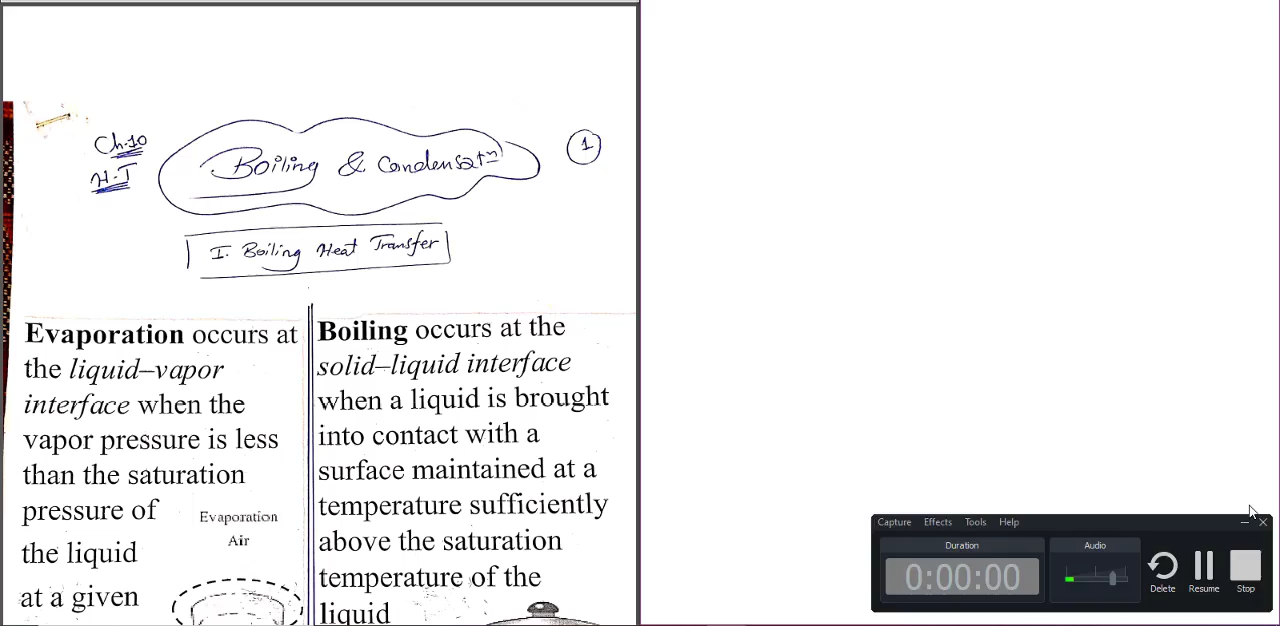 Ch.10
H.T
Boiling & Condensatn
1
I. Boiling Heat Transfer
Evaporation occurs at
the liquid–vapor
interface when the
vapor pressure is less
than the saturation
pressure of
the liquid
at a given
Evaporation
Air
Boiling occurs at the
solid–liquid interface
when a liquid is brought
into contact with a
surface maintained at a
temperature sufficiently
above the saturation
temperature of the
liquid
Capture Effects Tools Help
Duration
0:00:00
Audio
Delete Resume Stop